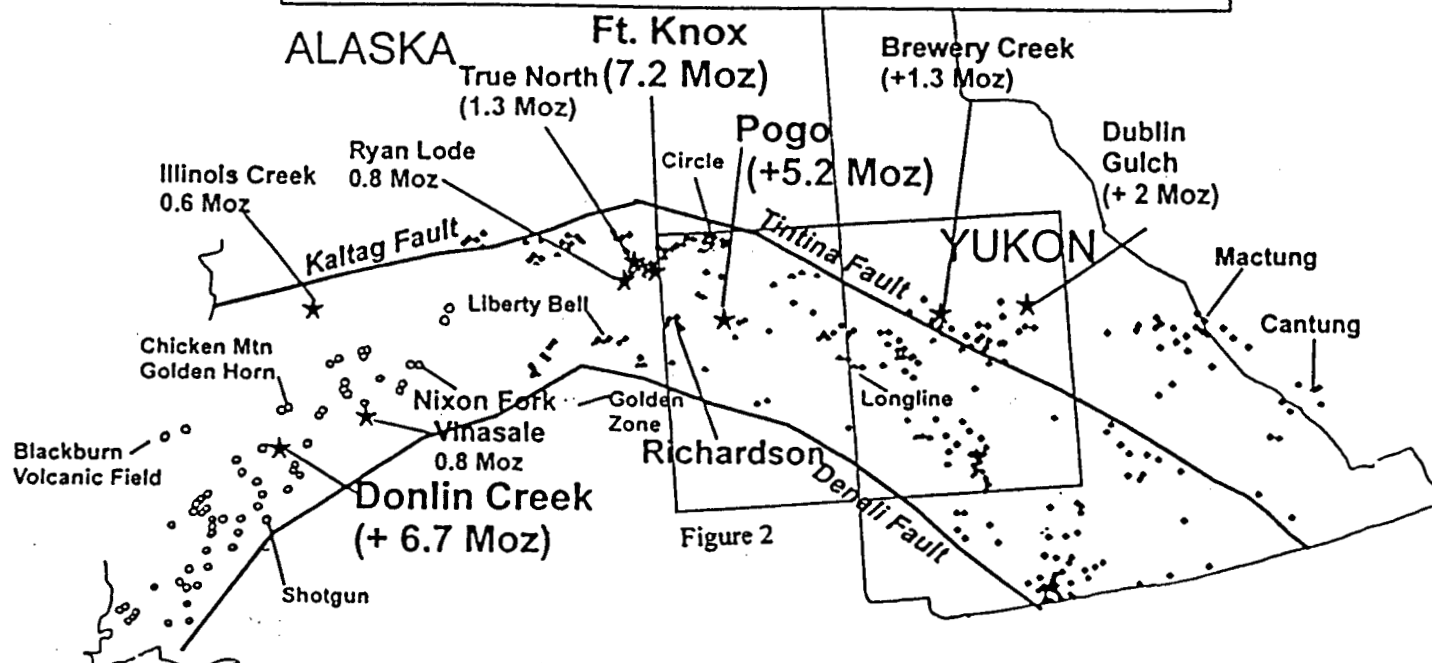 ALASKA
Ft. Knox
(7.2 Moz)
True North
(1.3 Moz)
Brewery Creek
(+1.3 Moz)
Pogo
(+5.2 Moz)
Dublin
Gulch
(+ 2 Moz)
Ryan Lode
0.8 Moz
Circle
Illinois Creek
0.6 Moz
Kaltag Fault
Tintina Fault
YUKON
Mactung
Liberty Bell
Cantung
Chicken Mtn
Golden Horn
Nixon Fork
Golden
Zone
Longline
Vinasale
0.8 Moz
Blackburn
Volcanic Field
Richardson
Donlin Creek
(+ 6.7 Moz)
Denali Fault
Figure 2
Shotgun